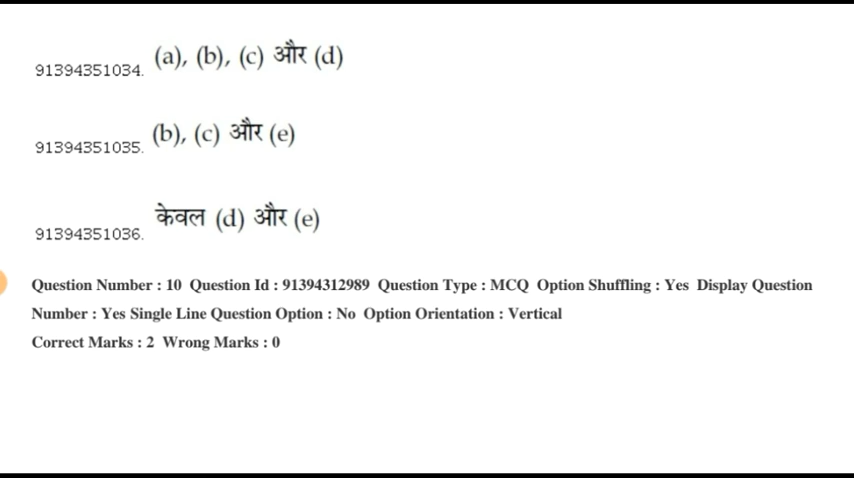 91394351034. (a), (b), (c) और (d)
91394351035. (b), (c) और (e)
91394351036. केवल (d) और (e)
Question Number : 10 Question Id : 91394312989 Question Type : MCQ Option Shuffling : Yes Display Question
Number : Yes Single Line Question Option : No Option Orientation : Vertical
Correct Marks : 2 Wrong Marks : 0